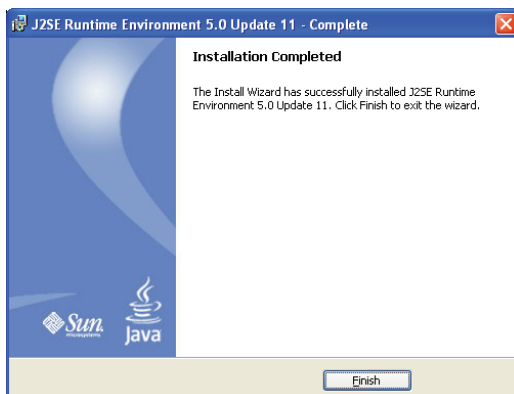 J2SE Runtime Environment 5.0 Update 11 - Complete
Installation Completed
The Install Wizard has successfully installed J2SE Runtime
Environment 5.0 Update 11. Click Finish to exit the wizard.
Sun
microsystems
Java
Finish